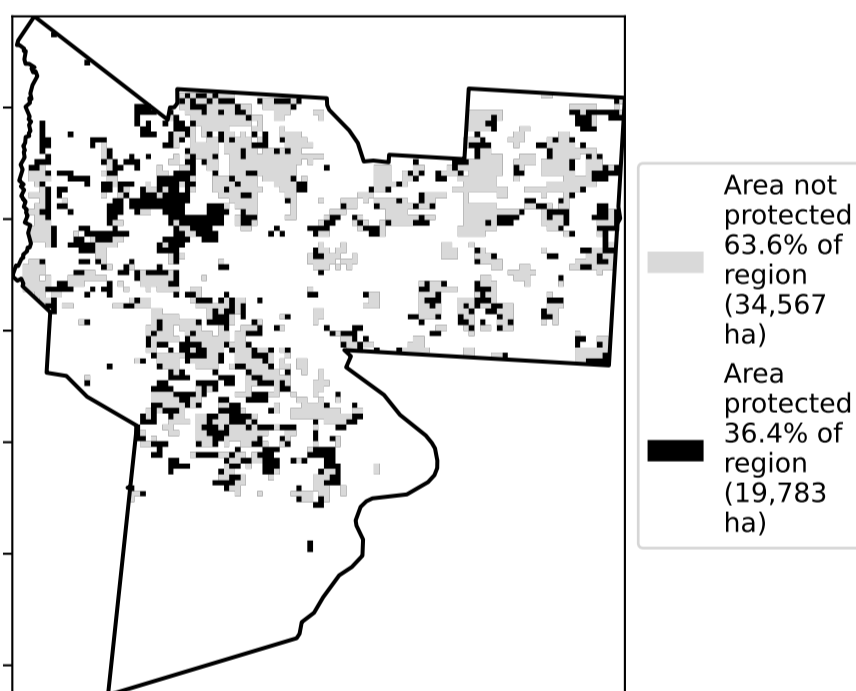 Area not
protected
63.6% of
region
(34,567
ha)
Area
protected
36.4% of
region
(19,783
ha)